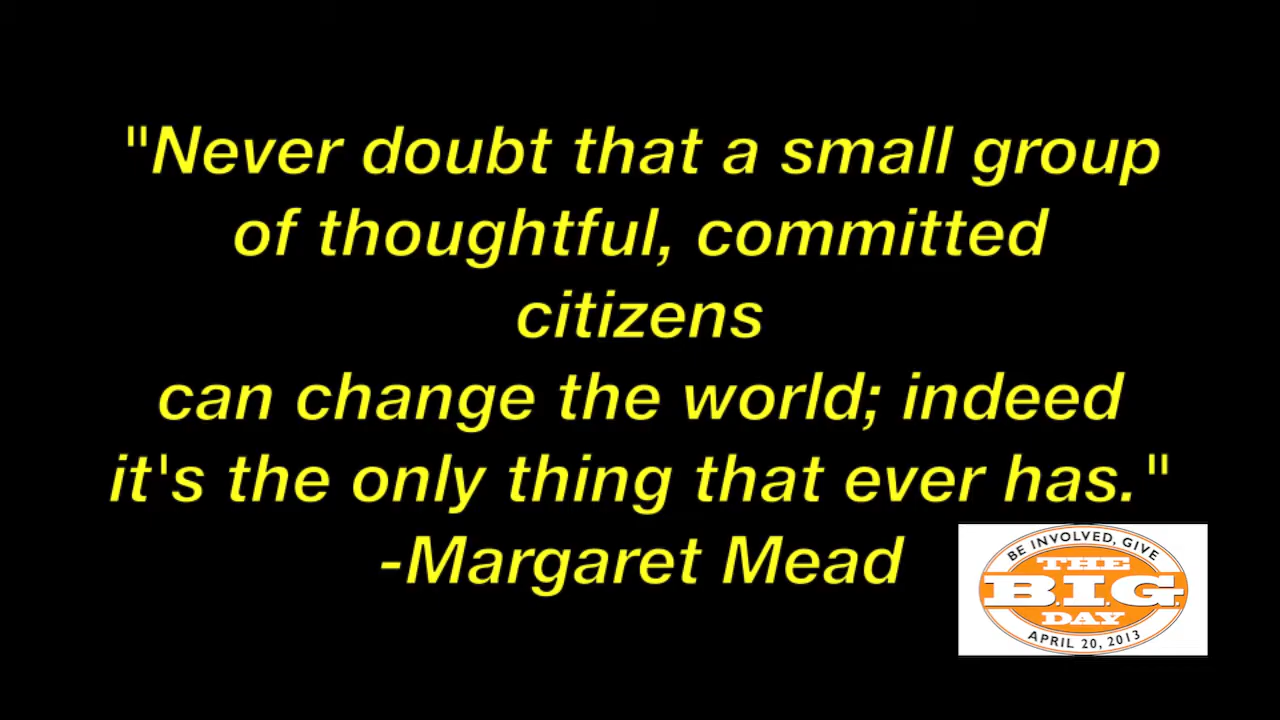 "Never doubt that a small group
of thoughtful, committed
citizens
can change the world; indeed
it's the only thing that ever has."
-Margaret Mead
BE INVOLVED, GIVE
THE
B.I.G.
DAY
APRIL 20, 2013